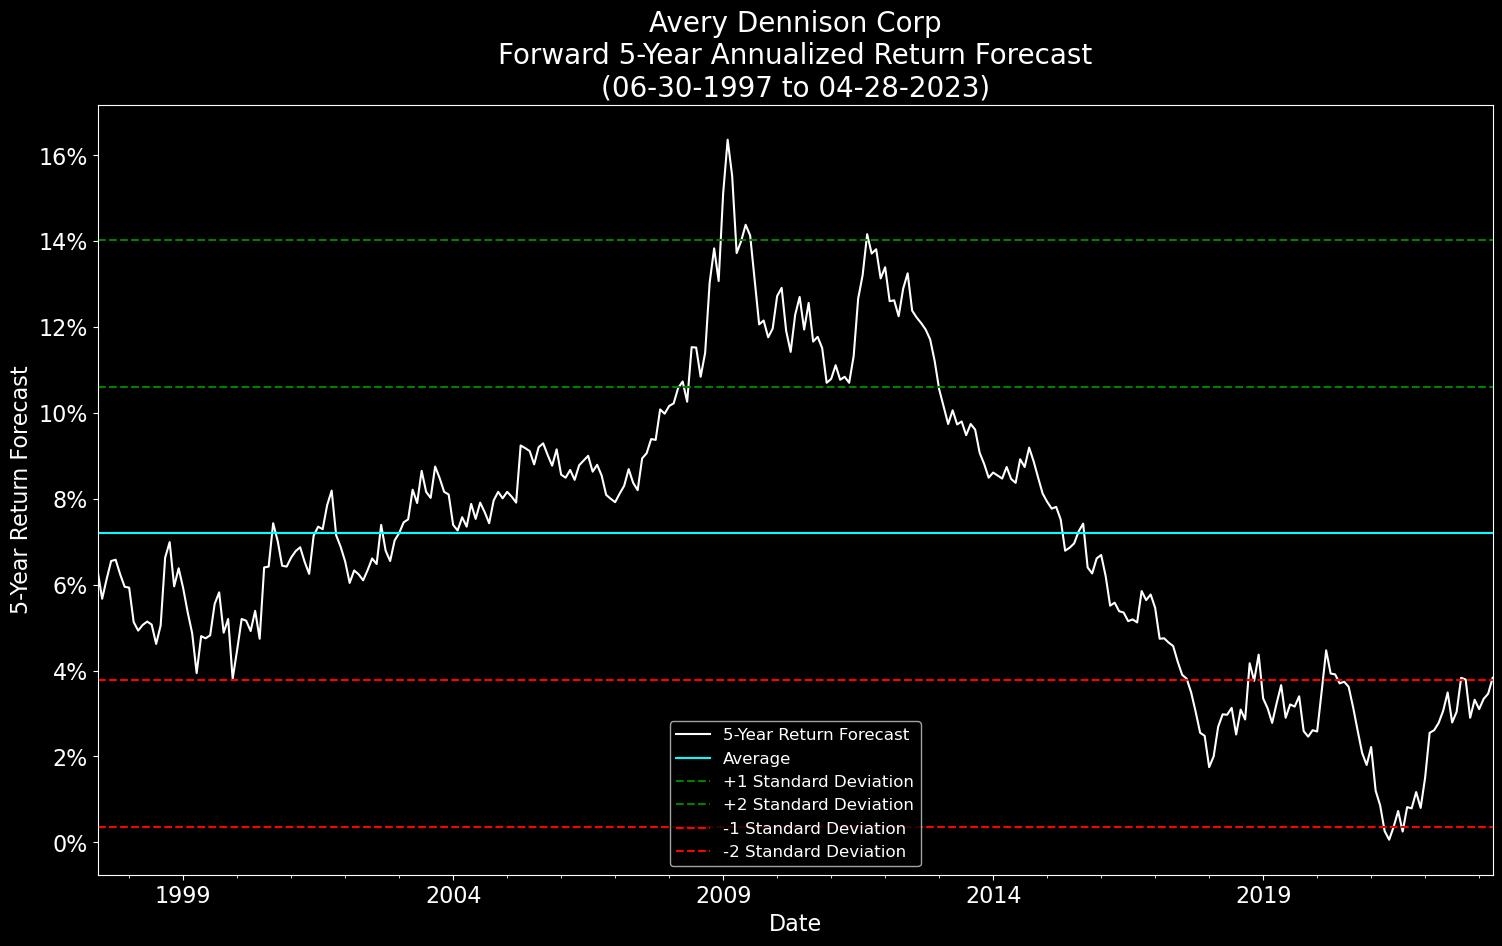 Avery Dennison Corp
Forward 5-Year Annualized Return Forecast
(06-30-1997 to 04-28-2023)
5-Year Return Forecast
16%
14%
12%
10%
8%
6%
4%
2%
0%
5-Year Return Forecast
Average
+1 Standard Deviation
+2 Standard Deviation
-1 Standard Deviation
-2 Standard Deviation
1999
2004
2009
2014
2019
Date